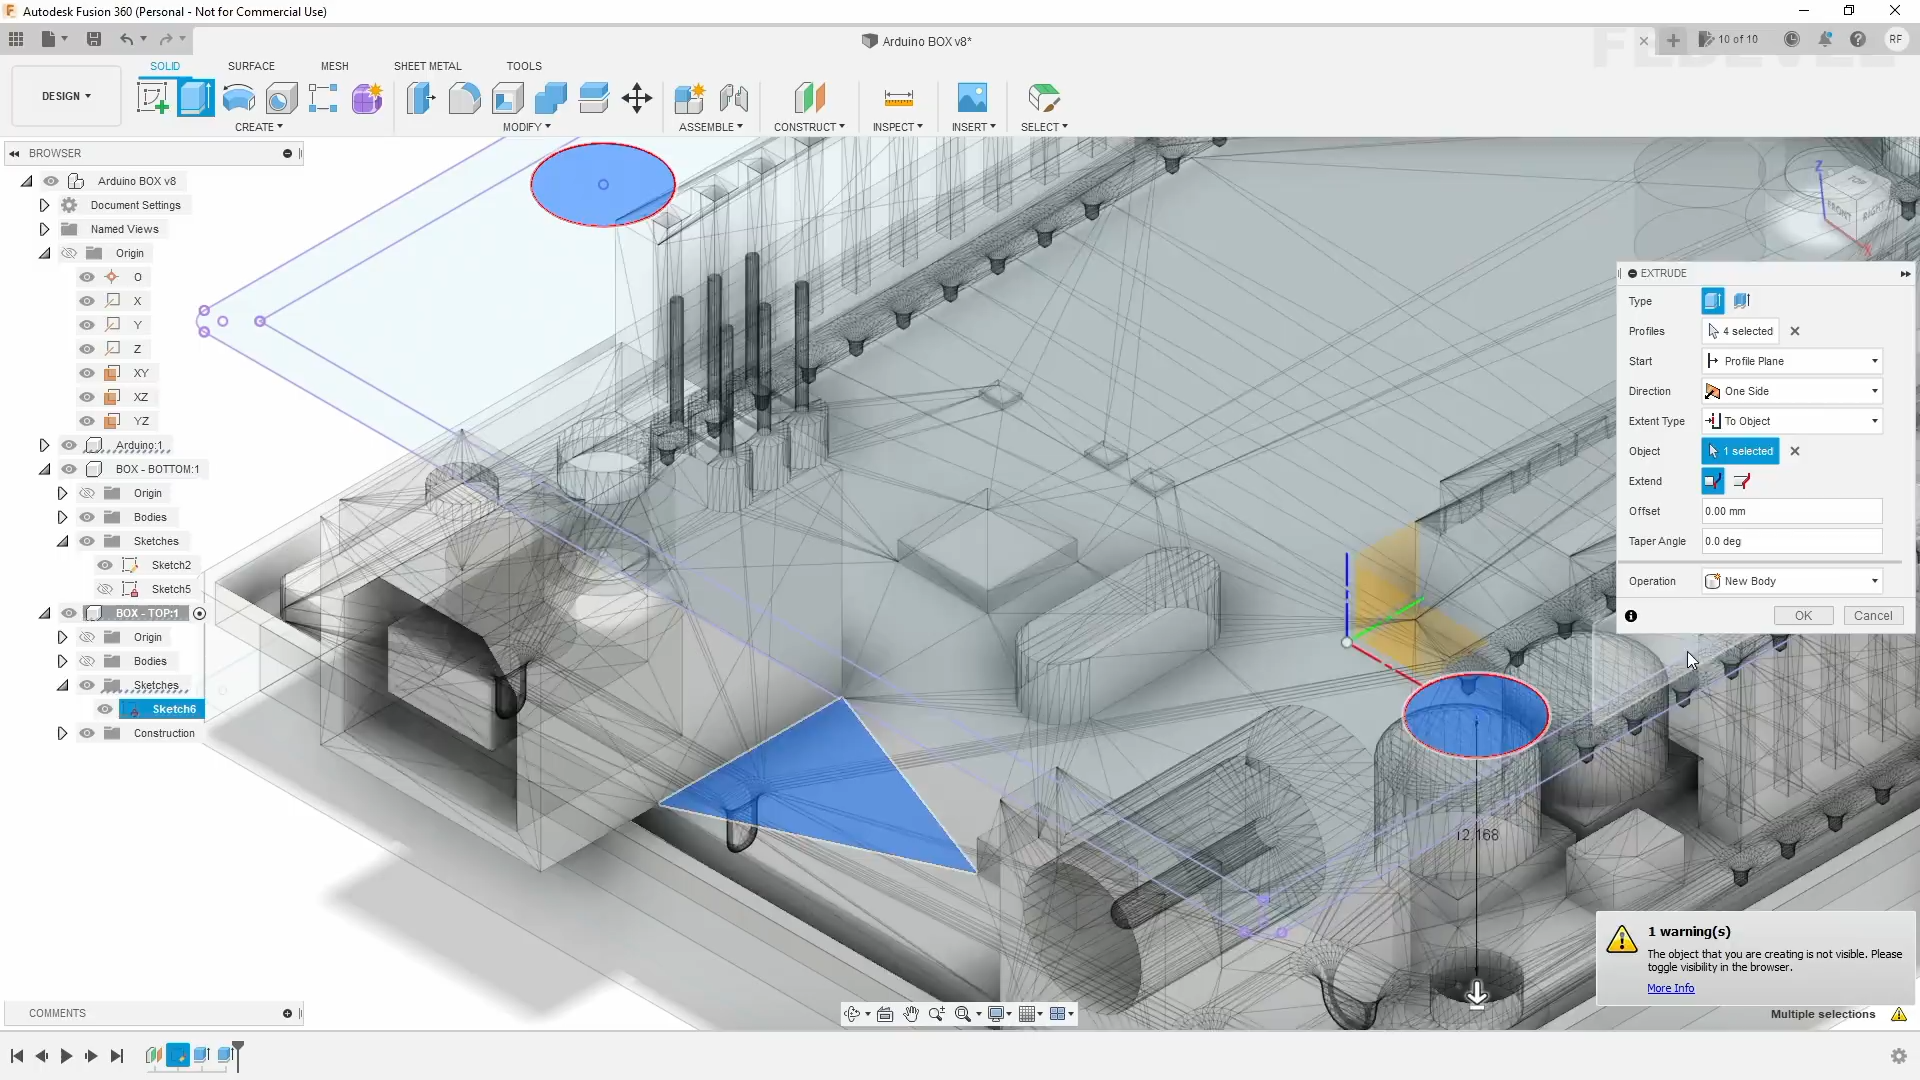 Autodesk Fusion 360 (Personal - Not for Commercial Use)
Arduino BOX v8*
10 of 10
RF
DESIGN
SOLID
SURFACE
MESH
SHEET METAL
TOOLS
CREATE
MODIFY
ASSEMBLE
CONSTRUCT
INSPECT
INSERT
SELECT
BROWSER
Arduino BOX v8
Document Settings
Named Views
Origin
O
X
Y
Z
XY
XZ
YZ
Arduino:1
BOX - BOTTOM:1
Origin
Bodies
Sketches
Sketch2
Sketch5
BOX - TOP:1
Origin
Bodies
Sketches
Sketch6
Construction
Z
TOP
FRONT
RIGHT
X
EXTRUDE
Type
Profiles
4 selected
Start
Profile Plane
Direction
One Side
Extent Type
To Object
Object
1 selected
Extend
Offset
0.00 mm
Taper Angle
0.0 deg
Operation
New Body
OK
Cancel
12.168
1 warning(s)
The object that you are creating is not visible. Please
toggle visibility in the browser.
More Info
Multiple selections
COMMENTS